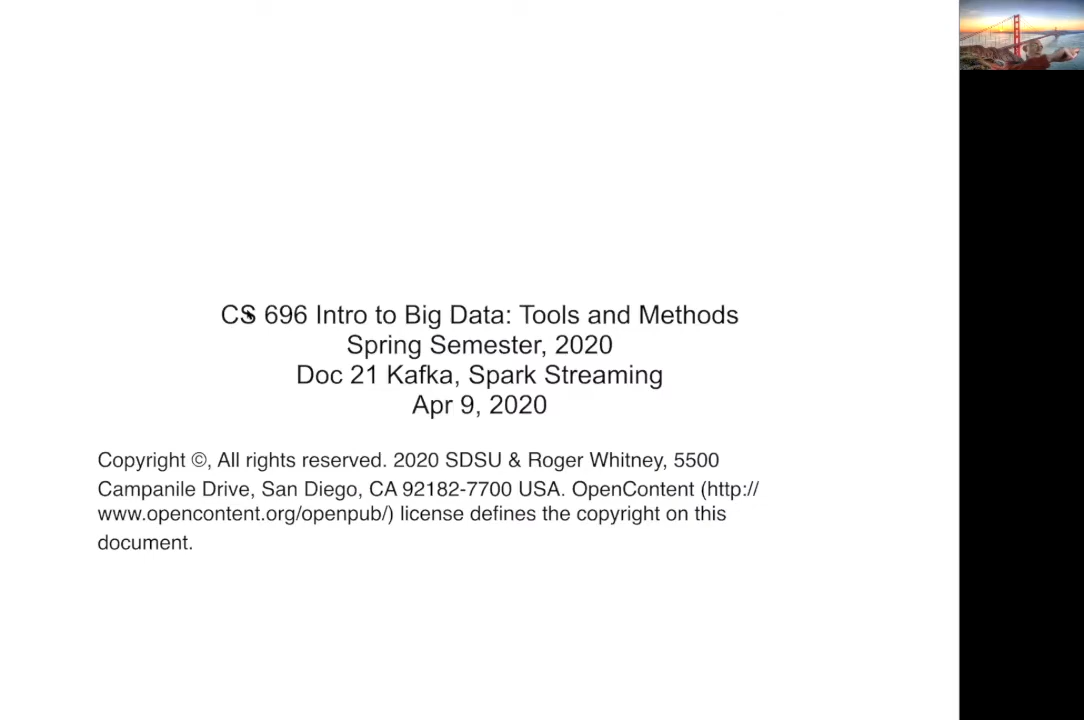 CS 696 Intro to Big Data: Tools and Methods
Spring Semester, 2020
Doc 21 Kafka, Spark Streaming
Apr 9, 2020
Copyright ©, All rights reserved. 2020 SDSU & Roger Whitney, 5500
Campanile Drive, San Diego, CA 92182-7700 USA. OpenContent (http://
www.opencontent.org/openpub/) license defines the copyright on this
document.